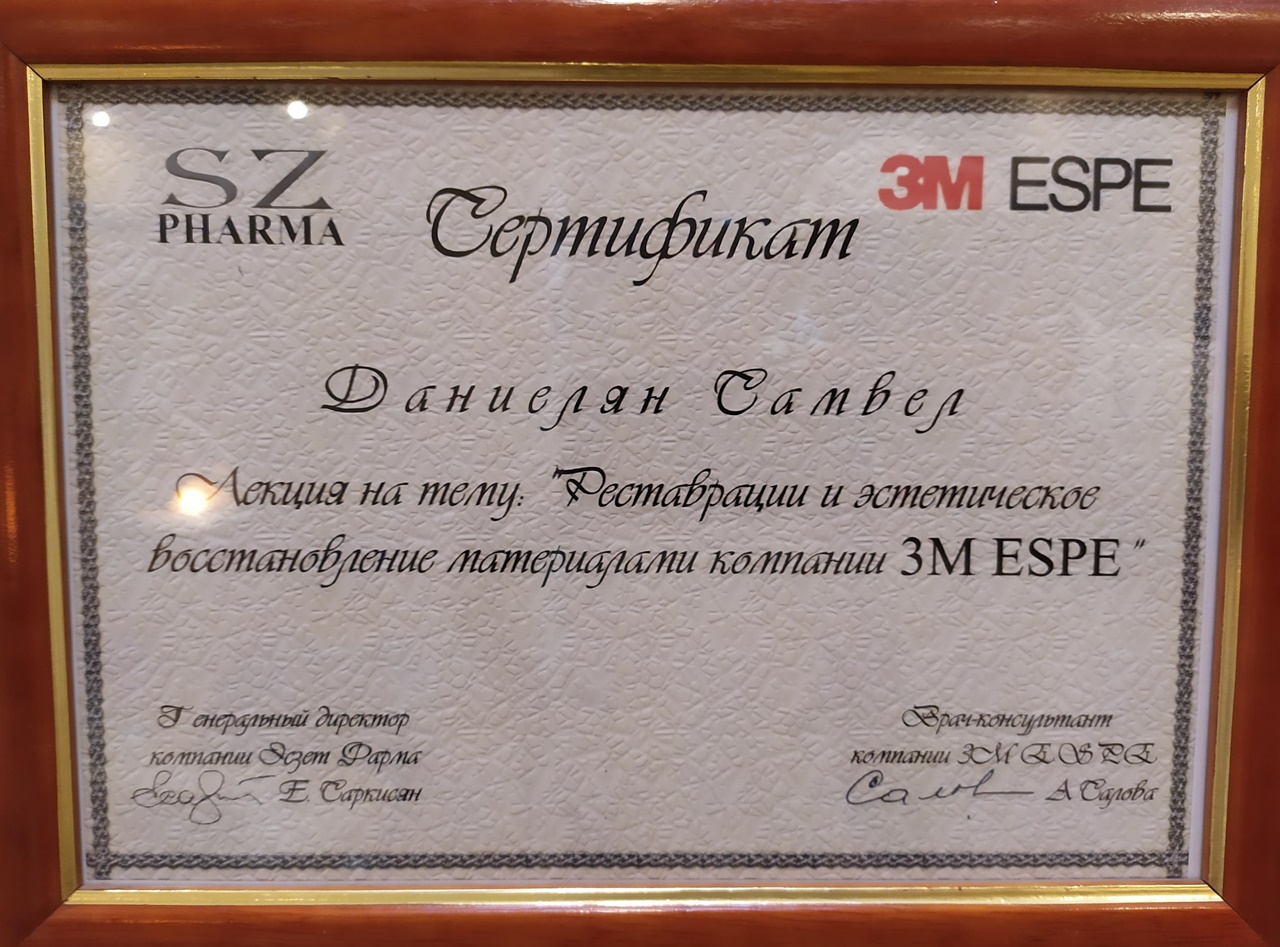 SZ
PHARMA
3M ESPE
Сертификат
Даниелян Самвел
Лекция на тему: "Реставрации и эстетическое
восстановление материалами компании 3M ESPE"
Генеральный директор
компании Эсзет Фарма
Е. Саркисян
Врач-консультант
компании 3M ESPE
А Салова